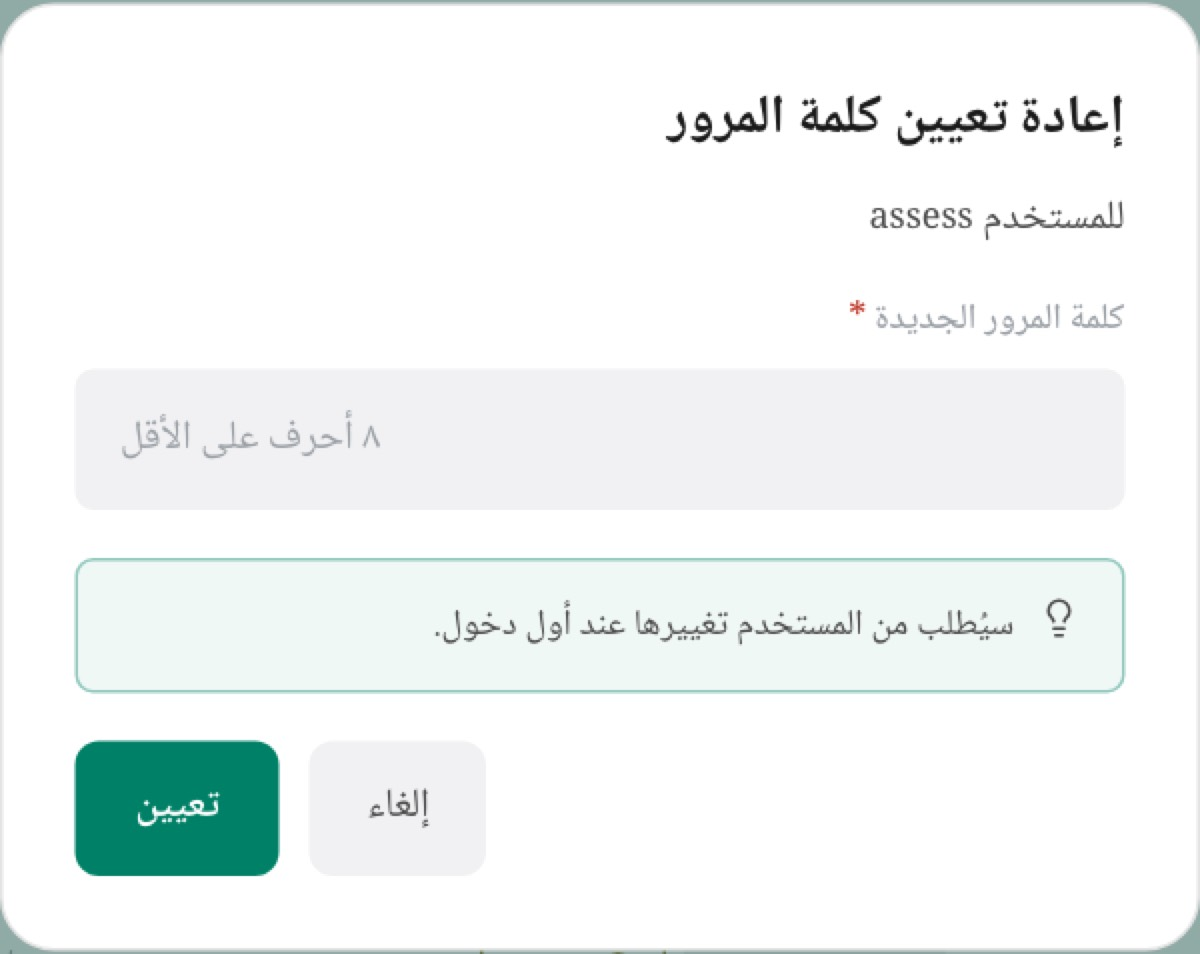 إعادة تعيين كلمة المرور
للمستخدم assess
كلمة المرور الجديدة *
٨ أحرف على الأقل
سيُطلب من المستخدم تغييرها عند أول دخول.
إلغاء
تعيين